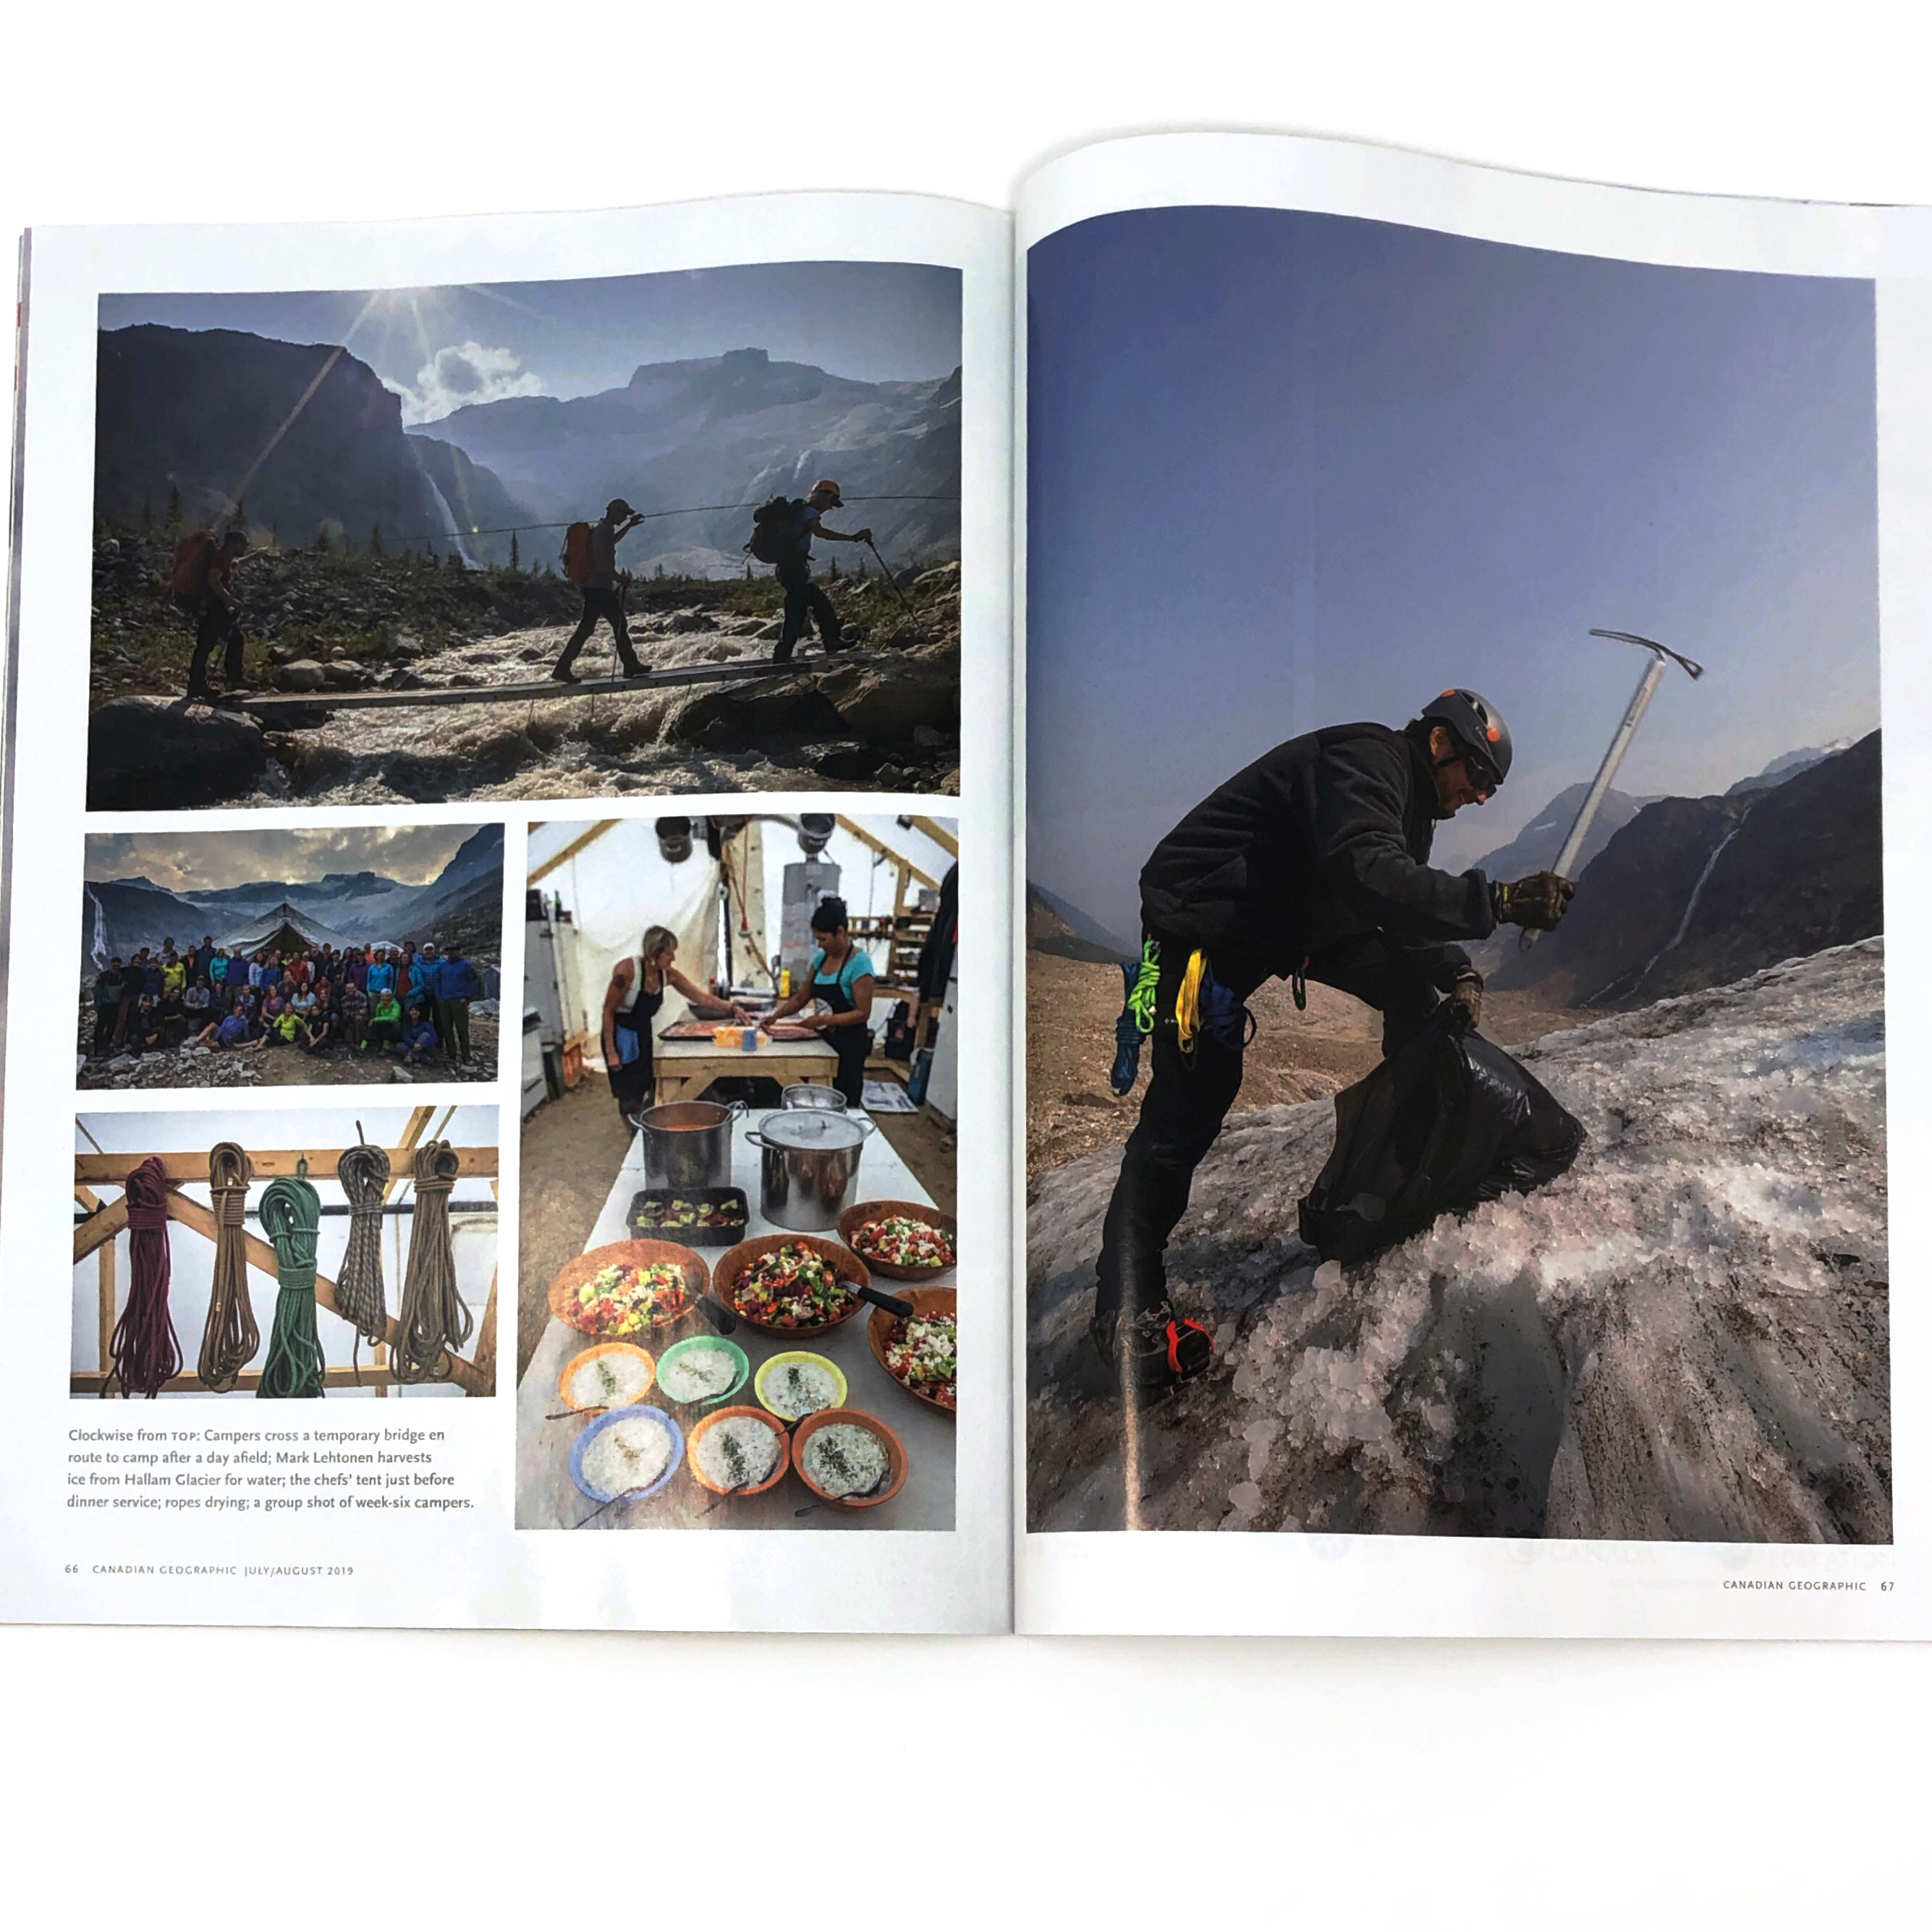 Clockwise from TOP: Campers cross a temporary bridge en
route to camp after a day afield; Mark Lehtonen harvests
ice from Hallam Glacier for water; the chefs' tent just before
dinner service; ropes drying; a group shot of week-six campers.
66 CANADIAN GEOGRAPHIC JULY/AUGUST 2019
CANADIAN GEOGRAPHIC 67